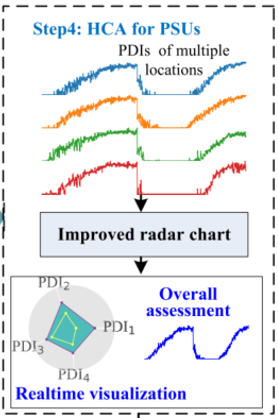 Step4: HCA for PSUs
PDIs of multiple
locations
Improved radar chart
PDI2
PDI1
PDI3
PDI4
Overall
assessment
Realtime visualization